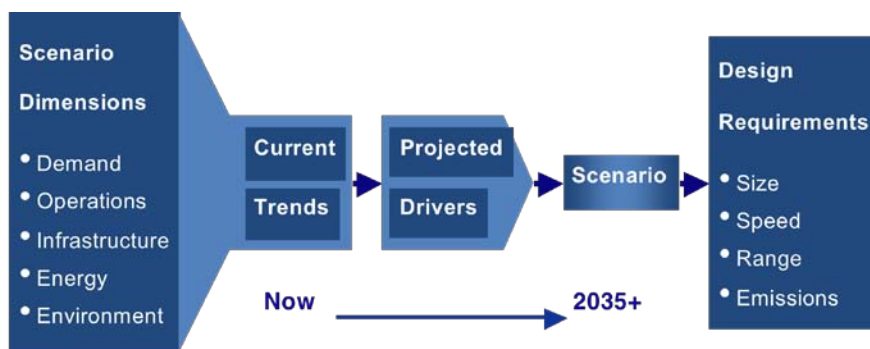 Scenario
Dimensions
• Demand
• Operations
• Infrastructure
• Energy
• Environment
Current
Trends
Projected
Drivers
Scenario
Design
Requirements
• Size
• Speed
• Range
• Emissions
Now
2035+